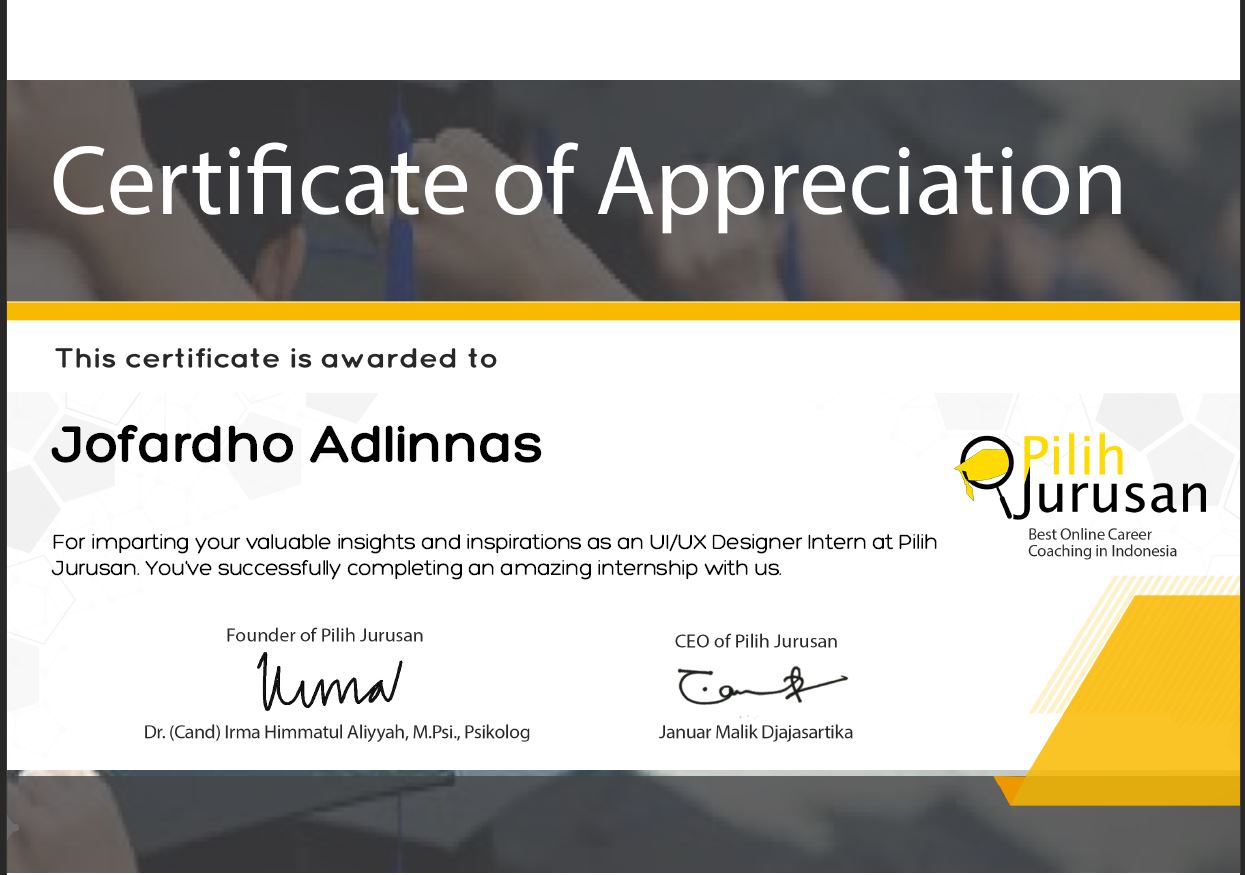 Certificate of Appreciation
This certificate is awarded to
Jofardho Adlinnas
Pilih
Jurusan
Best Online Career
Coaching in Indonesia
For imparting your valuable insights and inspirations as an UI/UX Designer Intern at Pilih
Jurusan. You've successfully completing an amazing internship with us.
Founder of Pilih Jurusan
CEO of Pilih Jurusan
Dr. (Cand) Irma Himmatul Aliyyah, M.Psi., Psikolog
Januar Malik Djajasartika